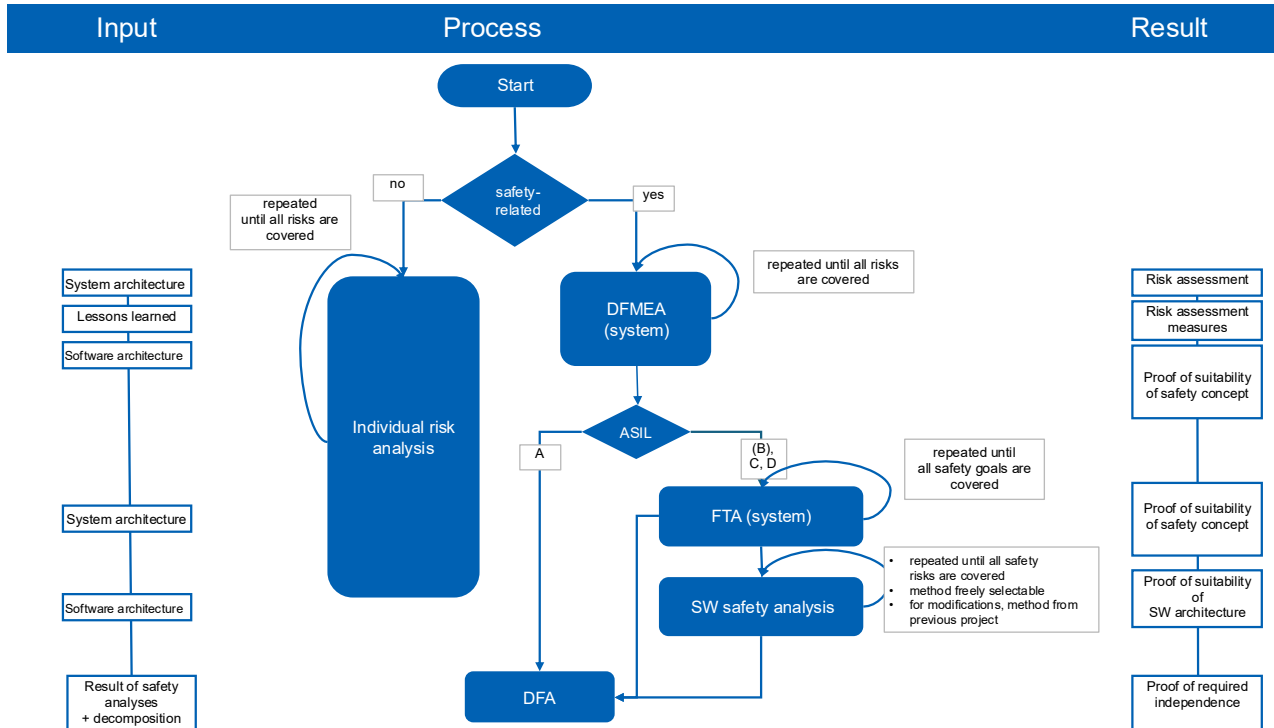 Input
Process
Result
Start
safety-
related
no
yes
repeated
until all risks are
covered
repeated until all risks
are covered
System architecture
Lessons learned
Software architecture
DFMEA
(system)
Risk assessment
Risk assessment
measures
Proof of suitability
of safety concept
Individual risk
analysis
ASIL
A
(B),
C, D
repeated until
all safety goals are
covered
System architecture
FTA (system)
Proof of suitability
of safety concept
Software architecture
SW safety analysis
• repeated until all safety
risks are covered
• method freely selectable
• for modifications, method from
previous project
Proof of suitability
of
SW architecture
Result of safety
analyses
+ decomposition
DFA
Proof of required
independence